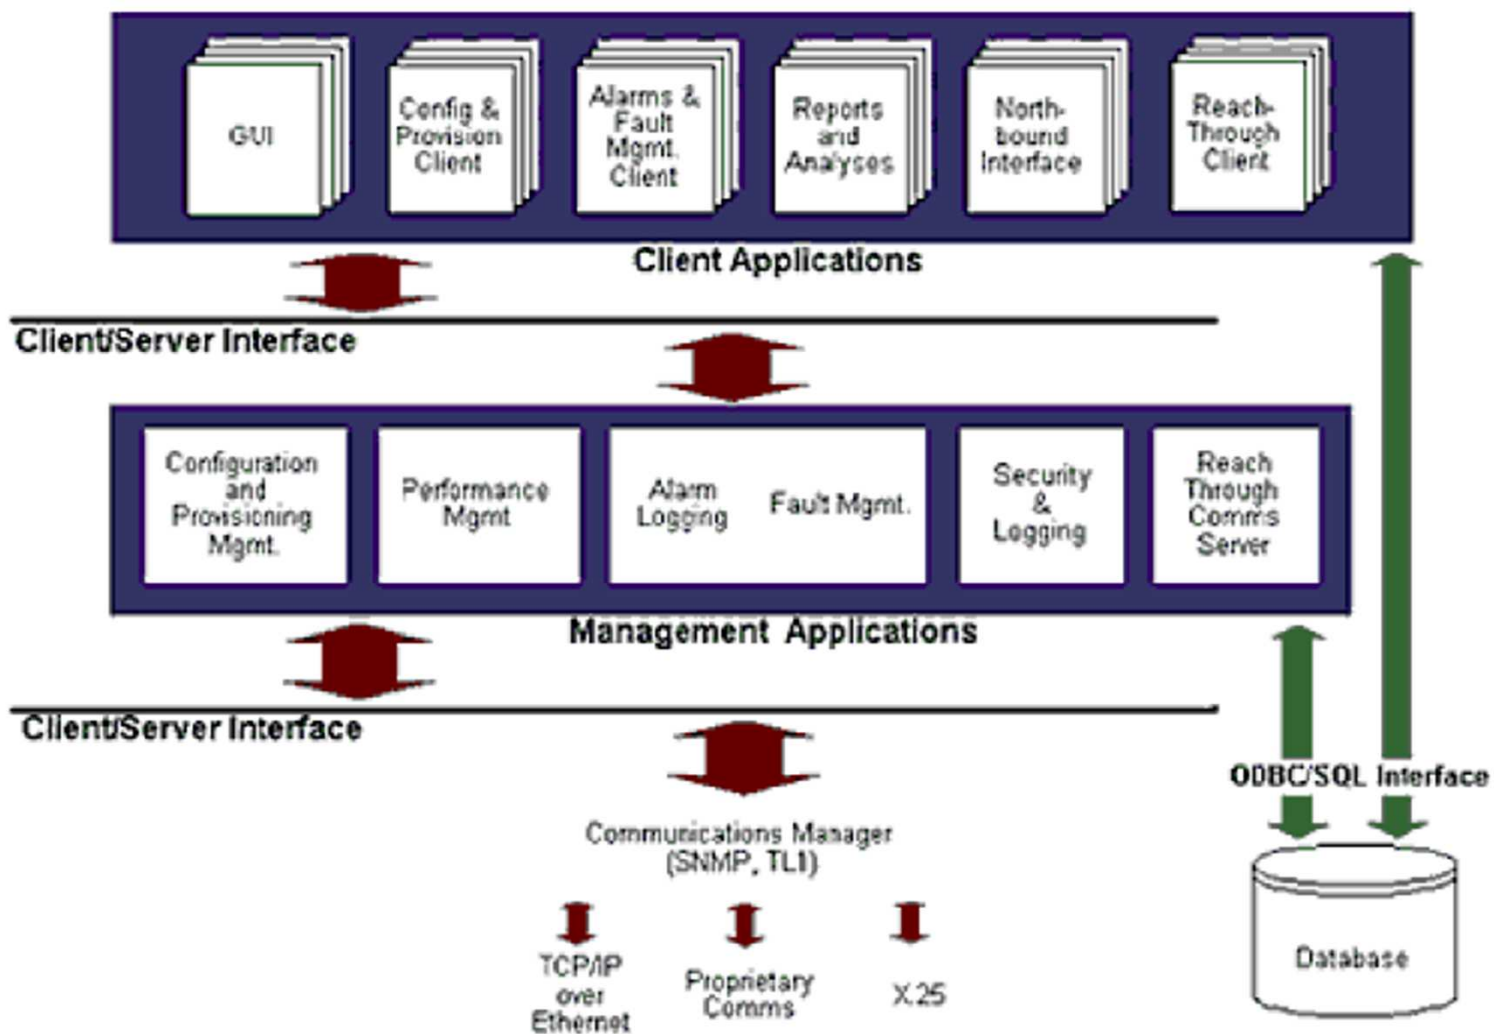 GUI
Config &
Provision
Client
Alarms &
Fault
Mgmt.
Client
Reports
and
Analyses
North-
bound
Interface
Reach-
Through
Client
Client Applications
Client/Server Interface
Configuration
and
Provisioning
Mgmt.
Performance
Mgmt
Alarm
Logging
Fault Mgmt.
Security
&
Logging
Reach
Through
Comms
Server
Management Applications
Client/Server Interface
ODBC/SQL Interface
Communications Manager
(SNMP, TL1)
TCP/IP
over
Ethernet
Proprietary
Comms
X.25
Database